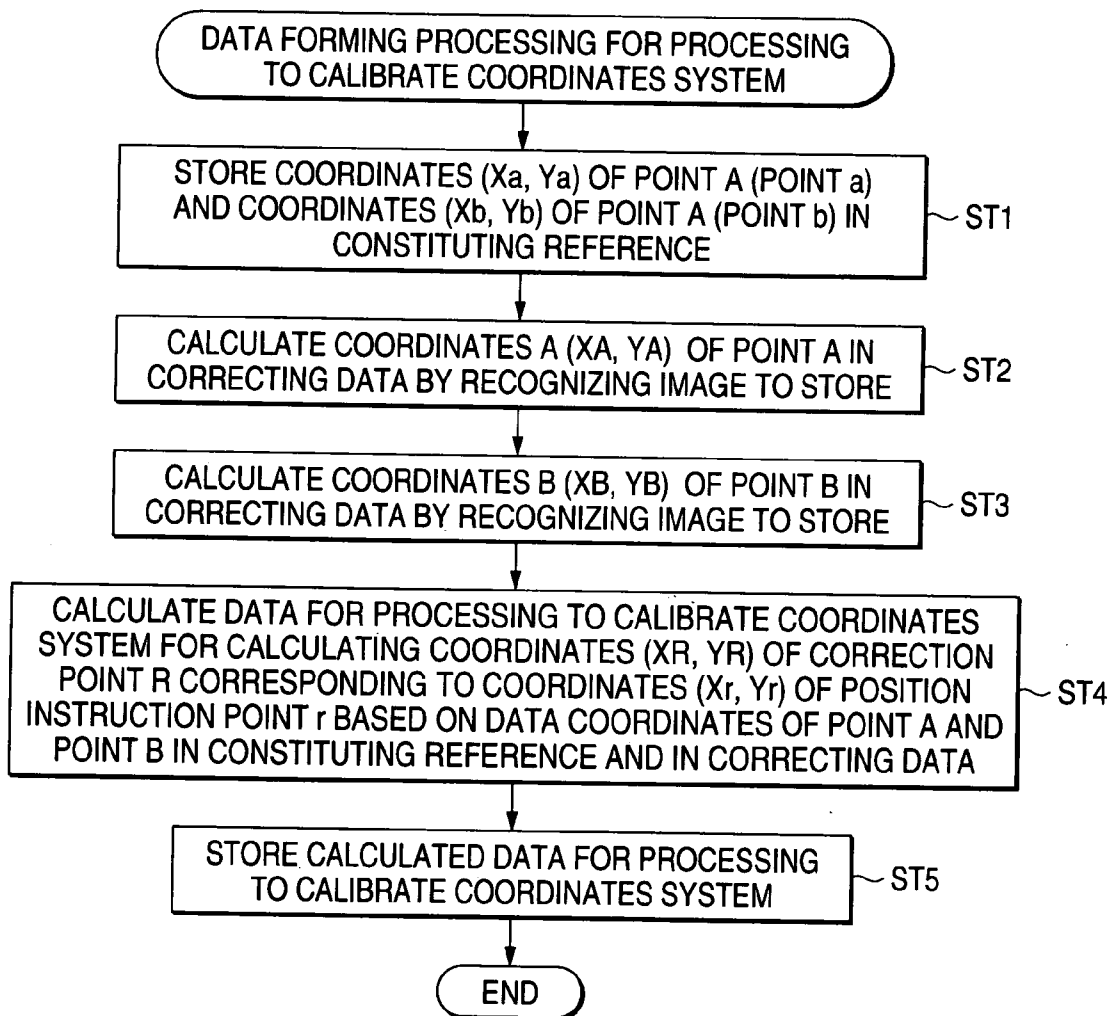 DATA FORMING PROCESSING FOR PROCESSING
TO CALIBRATE COORDINATES SYSTEM
STORE COORDINATES (Xa, Ya) OF POINT A (POINT a)
AND COORDINATES (Xb, Yb) OF POINT A (POINT b) IN
CONSTITUTING REFERENCE
ST1
CALCULATE COORDINATES A (XA, YA) OF POINT A IN
CORRECTING DATA BY RECOGNIZING IMAGE TO STORE
ST2
CALCULATE COORDINATES B (XB, YB) OF POINT B IN
CORRECTING DATA BY RECOGNIZING IMAGE TO STORE
ST3
CALCULATE DATA FOR PROCESSING TO CALIBRATE COORDINATES
SYSTEM FOR CALCULATING COORDINATES (XR, YR) OF CORRECTION
POINT R CORRESPONDING TO COORDINATES (Xr, Yr) OF POSITION
INSTRUCTION POINT r BASED ON DATA COORDINATES OF POINT A AND
POINT B IN CONSTITUTING REFERENCE AND IN CORRECTING DATA
ST4
STORE CALCULATED DATA FOR PROCESSING
TO CALIBRATE COORDINATES SYSTEM
ST5
END